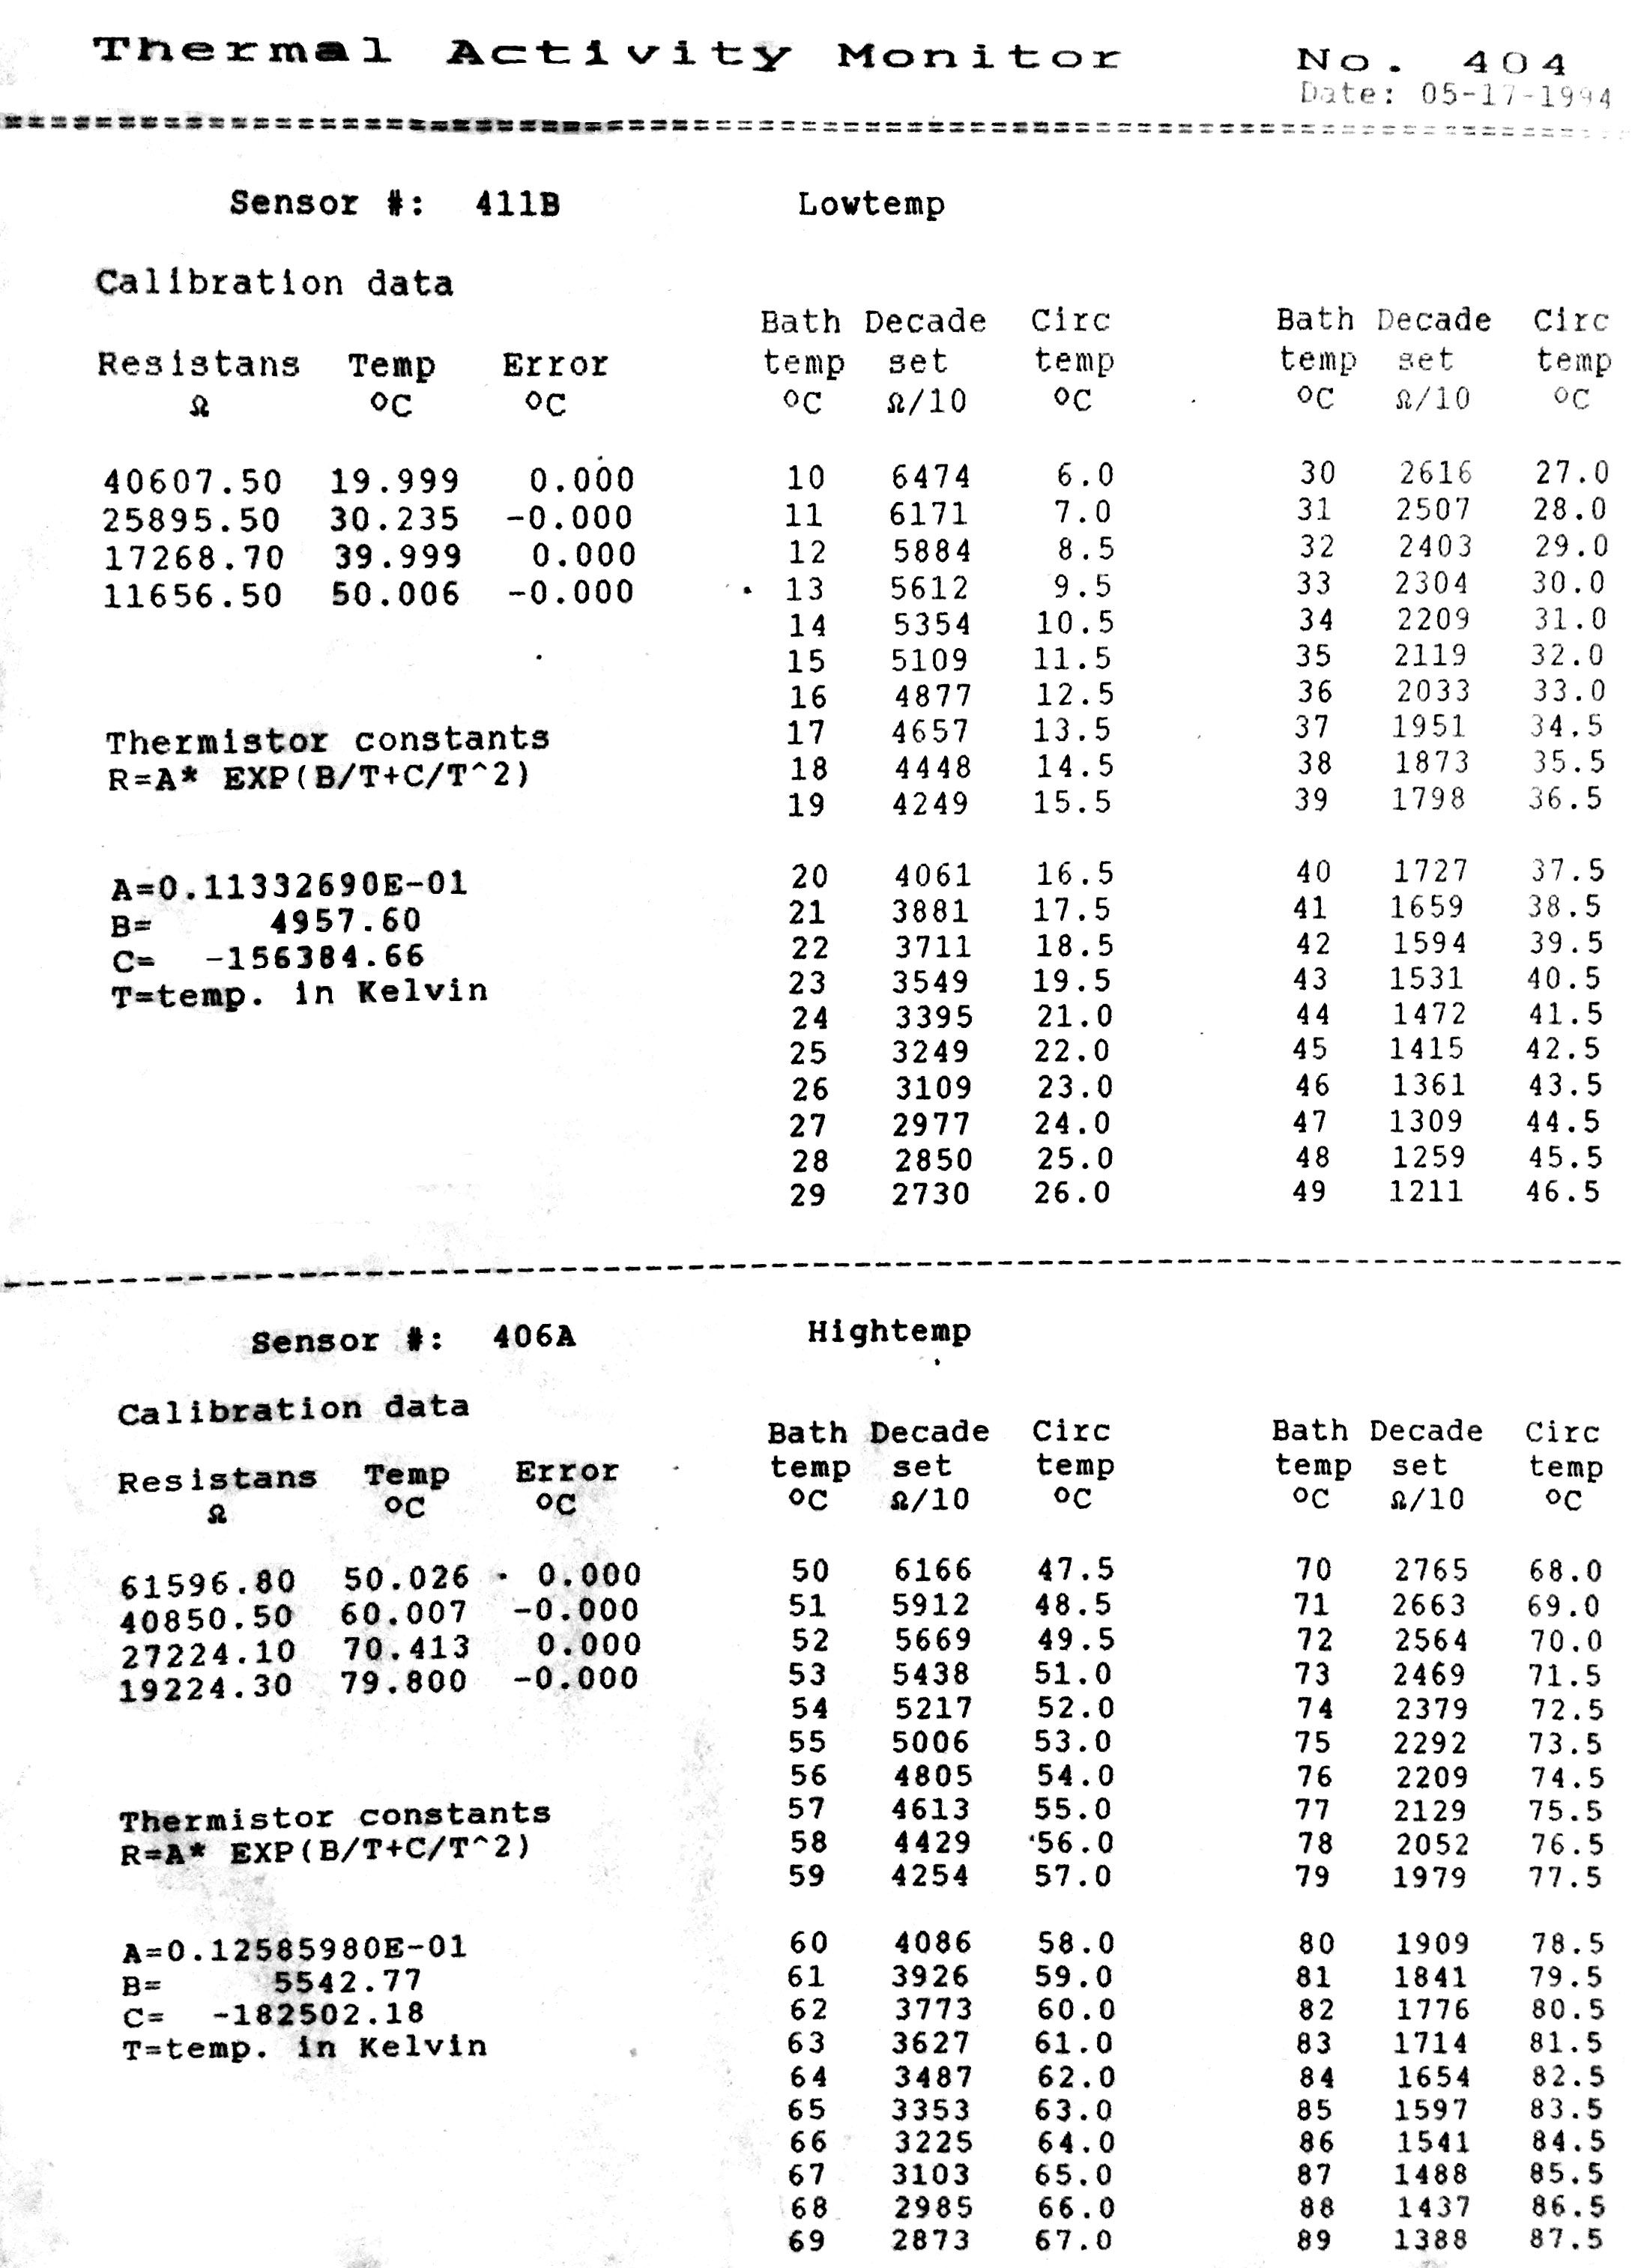 Thermal Activity Monitor No. 404
Date: 05-17-1994
Sensor #: 411B Lowtemp
Calibration data
Bath Decade Circ Bath Decade Circ
Resistans Temp Error temp set temp temp set temp
Ω ºC ºC ºC Ω/10 ºC ºC Ω/10 ºC
40607.50 19.999 0.000 10 6474 6.0 30 2616 27.0
25895.50 30.235 -0.000 11 6171 7.0 31 2507 28.0
17268.70 39.999 0.000 12 5884 8.5 32 2403 29.0
11656.50 50.006 -0.000 13 5612 9.5 33 2304 30.0
14 5354 10.5 34 2209 31.0
15 5109 11.5 35 2119 32.0
16 4877 12.5 36 2033 33.0
Thermistor constants 17 4657 13.5 37 1951 34.5
R=A* EXP(B/T+C/T^2) 18 4448 14.5 38 1873 35.5
19 4249 15.5 39 1798 36.5
A=0.11332690E-01 20 4061 16.5 40 1727 37.5
B= 4957.60 21 3881 17.5 41 1659 38.5
C= -156384.66 22 3711 18.5 42 1594 39.5
T=temp. in Kelvin 23 3549 19.5 43 1531 40.5
24 3395 21.0 44 1472 41.5
25 3249 22.0 45 1415 42.5
26 3109 23.0 46 1361 43.5
27 2977 24.0 47 1309 44.5
28 2850 25.0 48 1259 45.5
29 2730 26.0 49 1211 46.5
Sensor #: 406A Hightemp
Calibration data
Bath Decade Circ Bath Decade Circ
Resistans Temp Error temp set temp temp set temp
Ω ºC ºC ºC Ω/10 ºC ºC Ω/10 ºC
61596.80 50.026 0.000 50 6166 47.5 70 2765 68.0
40850.50 60.007 -0.000 51 5912 48.5 71 2663 69.0
27224.10 70.413 0.000 52 5669 49.5 72 2564 70.0
19224.30 79.800 -0.000 53 5438 51.0 73 2469 71.5
54 5217 52.0 74 2379 72.5
55 5006 53.0 75 2292 73.5
56 4805 54.0 76 2209 74.5
Thermistor constants 57 4613 55.0 77 2129 75.5
R=A* EXP(B/T+C/T^2) 58 4429 56.0 78 2052 76.5
59 4254 57.0 79 1979 77.5
A=0.12585980E-01 60 4086 58.0 80 1909 78.5
B= 5542.77 61 3926 59.0 81 1841 79.5
C= -182502.18 62 3773 60.0 82 1776 80.5
T=temp. in Kelvin 63 3627 61.0 83 1714 81.5
64 3487 62.0 84 1654 82.5
65 3353 63.0 85 1597 83.5
66 3225 64.0 86 1541 84.5
67 3103 65.0 87 1488 85.5
68 2985 66.0 88 1437 86.5
69 2873 67.0 89 1388 87.5